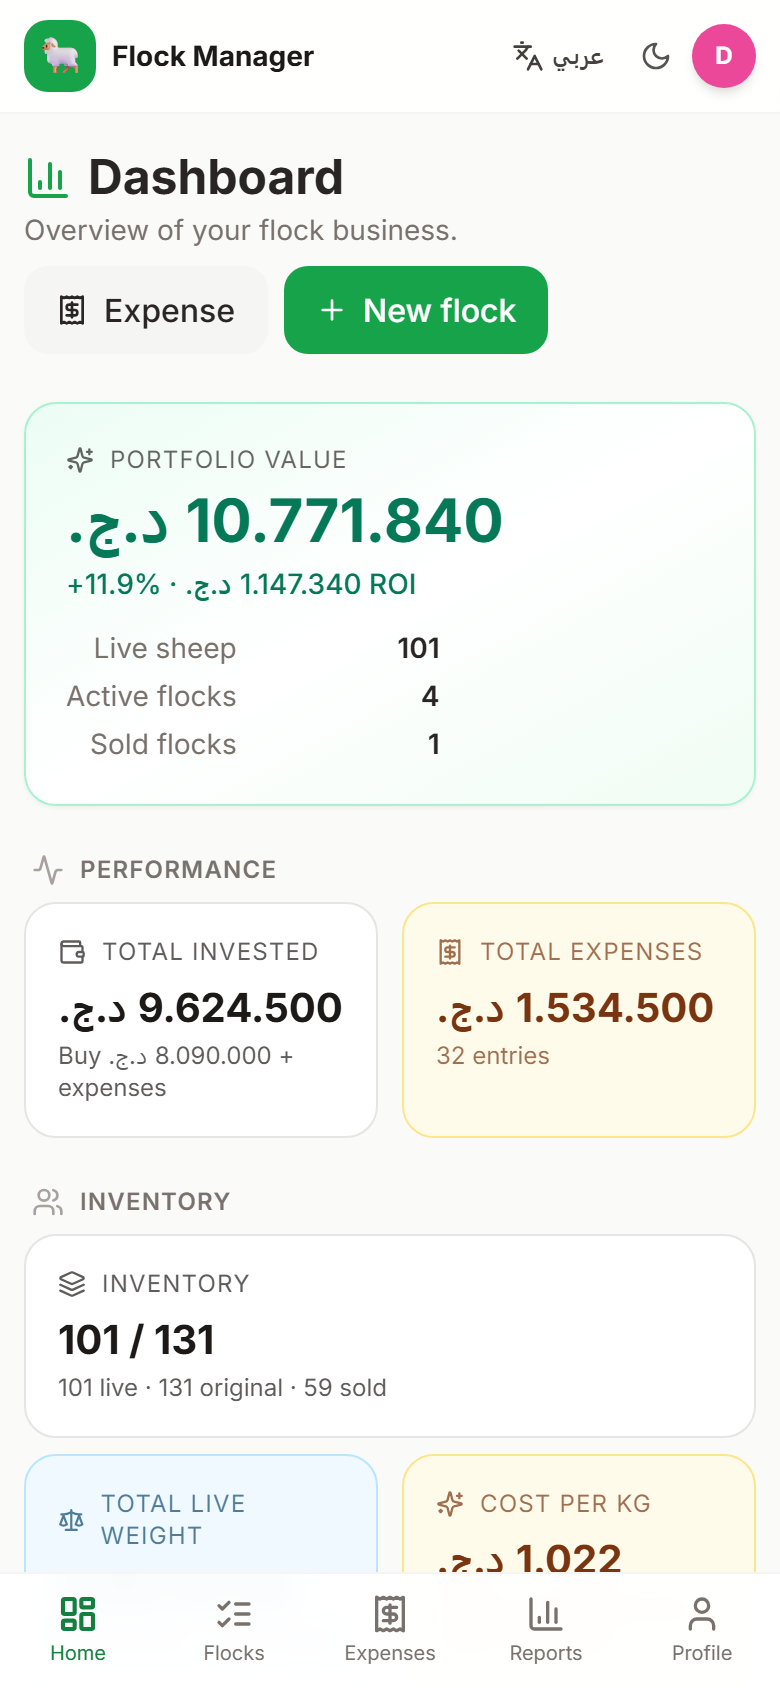 Flock Manager
عربي
D
Dashboard
Overview of your flock business.
Expense
+ New flock
PORTFOLIO VALUE
د.ج.‏ 10.771.840
+11.9% · د.ج.‏ 1.147.340 ROI
Live sheep 101
Active flocks 4
Sold flocks 1
PERFORMANCE
TOTAL INVESTED
د.ج.‏ 9.624.500
Buy د.ج.‏ 8.090.000 +
expenses
TOTAL EXPENSES
د.ج.‏ 1.534.500
32 entries
INVENTORY
INVENTORY
101 / 131
101 live · 131 original · 59 sold
TOTAL LIVE
WEIGHT
COST PER KG
د.ج.‏ 1.022
Home
Flocks
Expenses
Reports
Profile